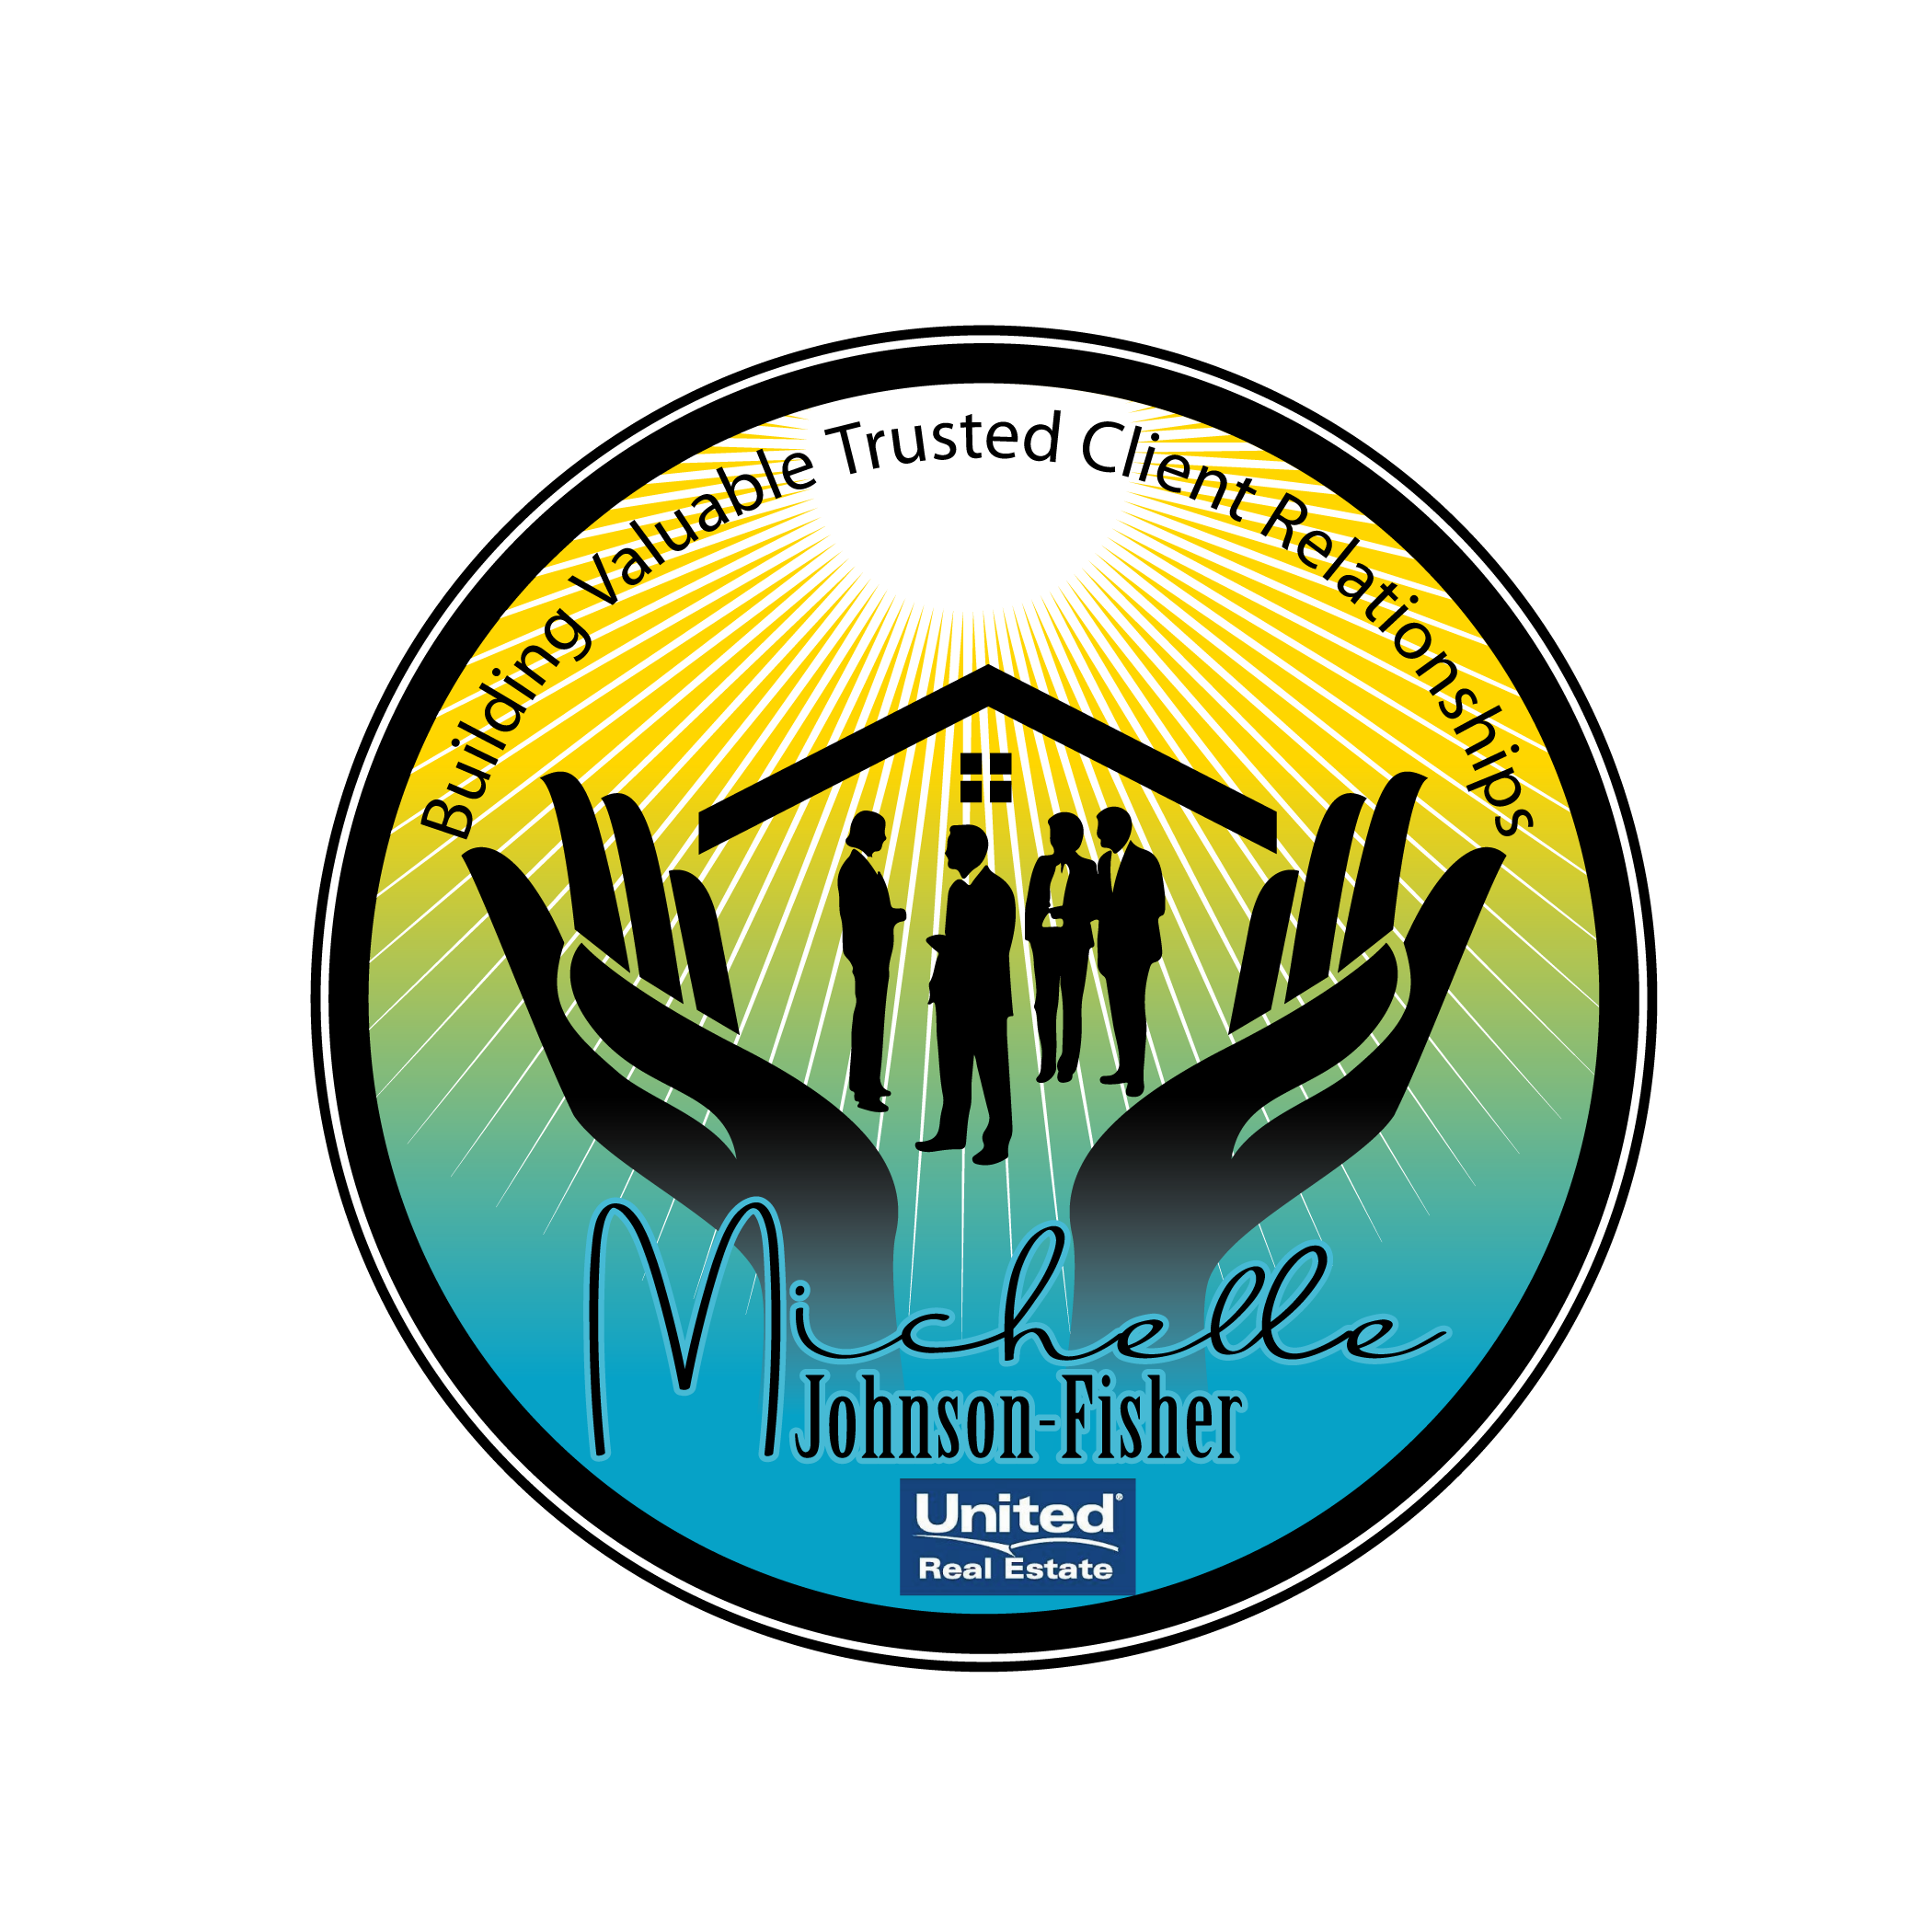 Building Valuable Trusted Client Relationships
Michelle
Johnson-Fisher
United®
Real Estate